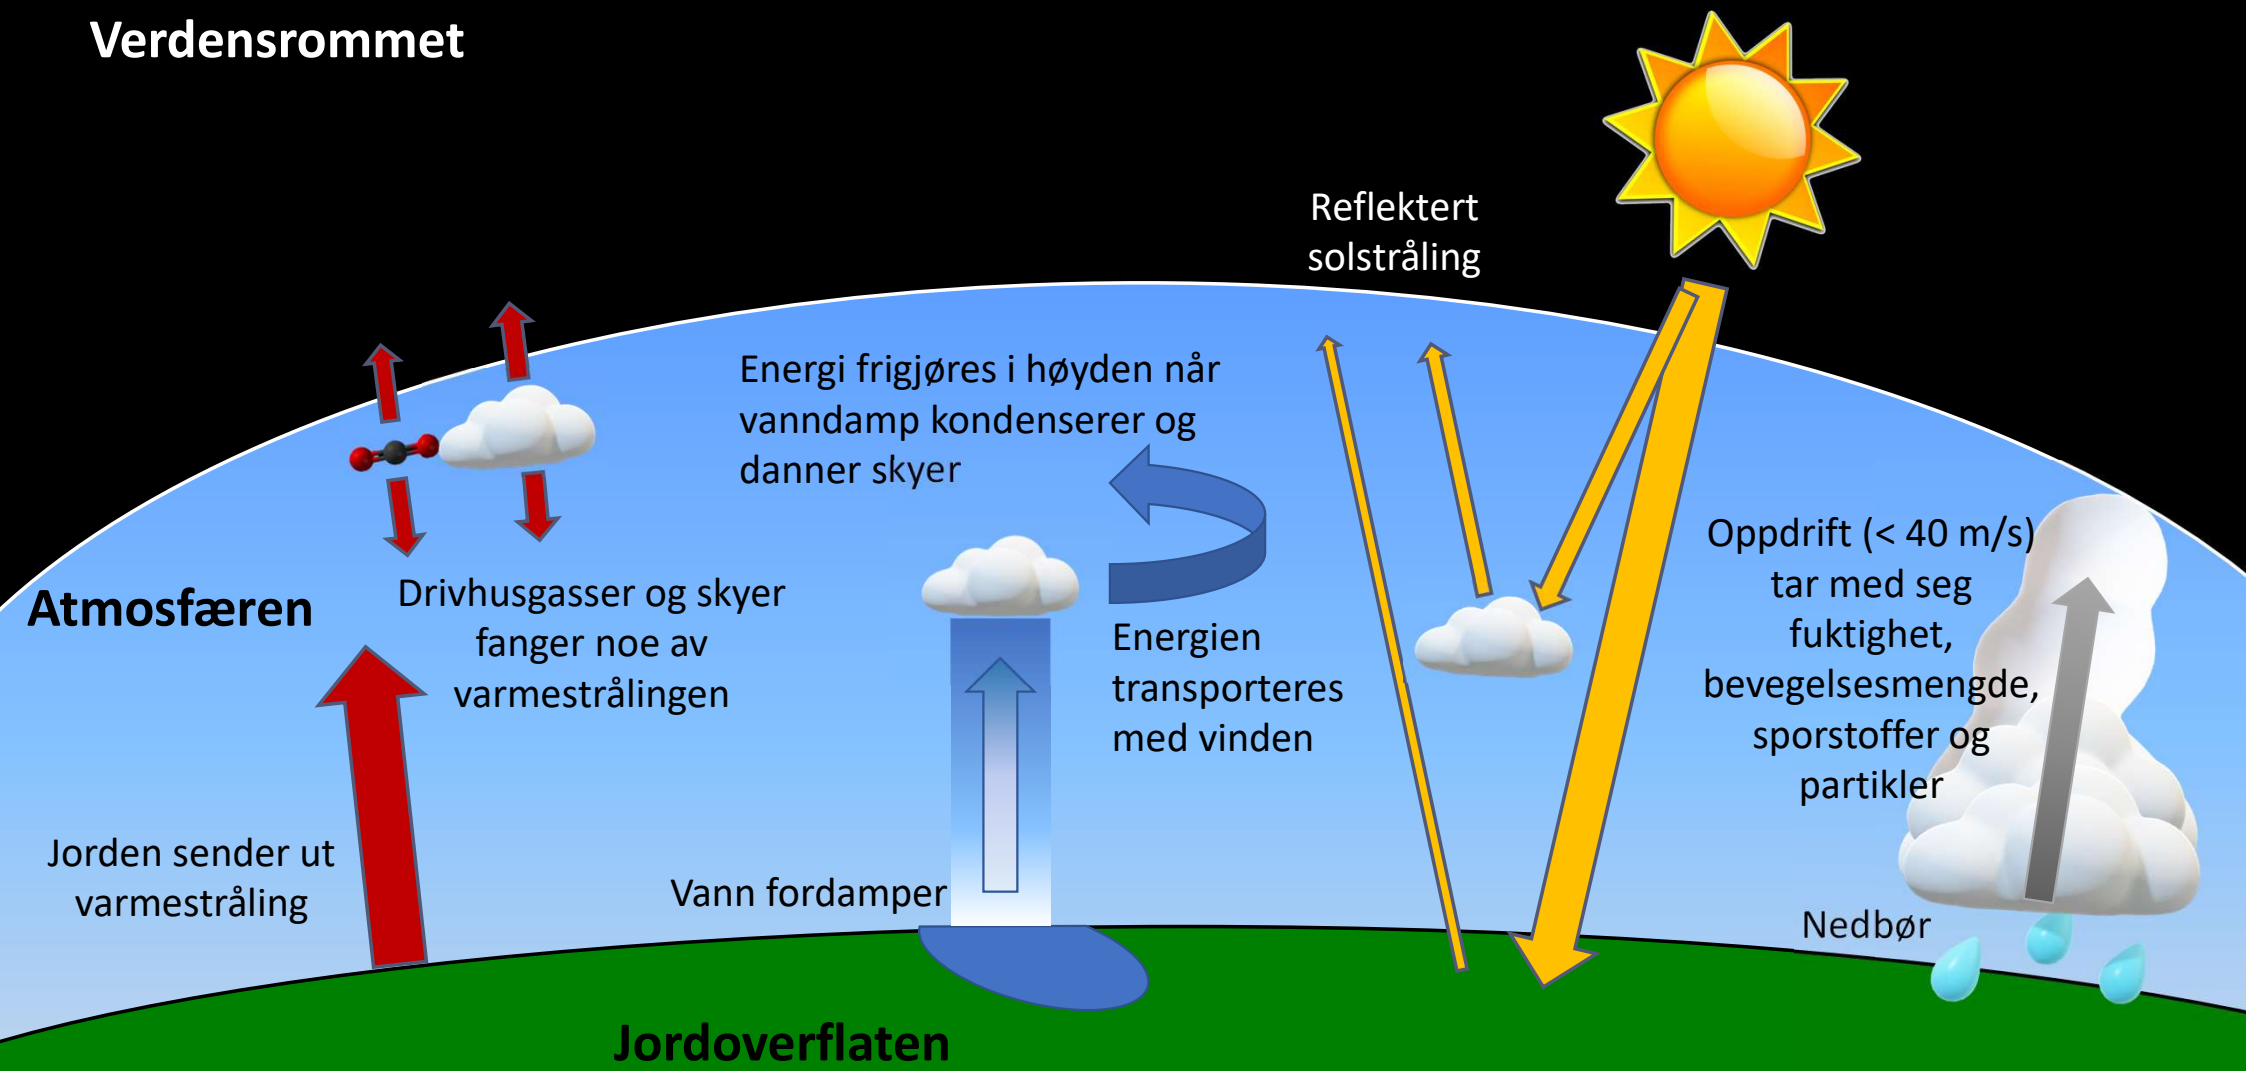 Verdensrommet
Reflektert
solstråling
Energi frigjøres i høyden når
vanndamp kondenserer og
danner skyer
Atmosfæren
Drivhusgasser og skyer
fanger noe av
varmestrålingen
Energien
transporteres
med vinden
Oppdrift (< 40 m/s)
tar med seg
fuktighet,
bevegelsesmengde,
sporstoffer og
partikler
Jorden sender ut
varmestråling
Vann fordamper
Nedbør
Jordoverflaten